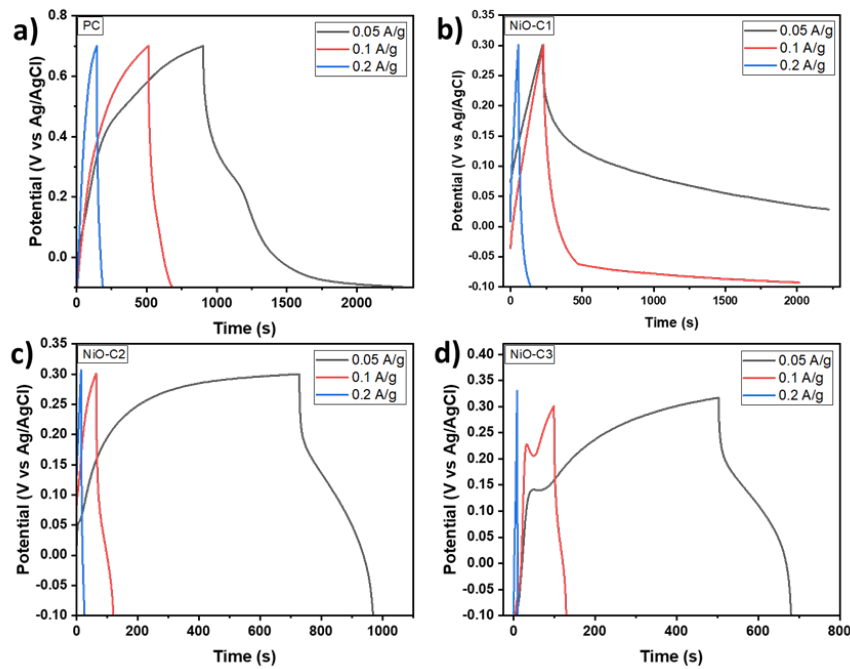 a)
PC
0.05 A/g
0.1 A/g
0.2 A/g
0.8
0.6
0.4
0.2
0.0
Potential (V vs Ag/AgCl)
0
500
1000
1500
2000
Time (s)
b)
NiO-C1
0.05 A/g
0.1 A/g
0.2 A/g
0.30
0.25
0.20
0.15
0.10
0.05
0.00
-0.05
-0.10
Potential (V vs Ag/AgCl)
0
500
1000
1500
2000
Time (s)
c)
NiO-C2
0.05 A/g
0.1 A/g
0.2 A/g
0.35
0.30
0.25
0.20
0.15
0.10
0.05
0.00
-0.05
-0.10
Potential (V vs Ag/AgCl)
0
200
400
600
800
1000
Time (s)
d)
NiO-C3
0.05 A/g
0.1 A/g
0.2 A/g
0.40
0.35
0.30
0.25
0.20
0.15
0.10
0.05
0.00
-0.05
-0.10
Potential (V vs Ag/AgCl)
0
200
400
600
800
Time (s)